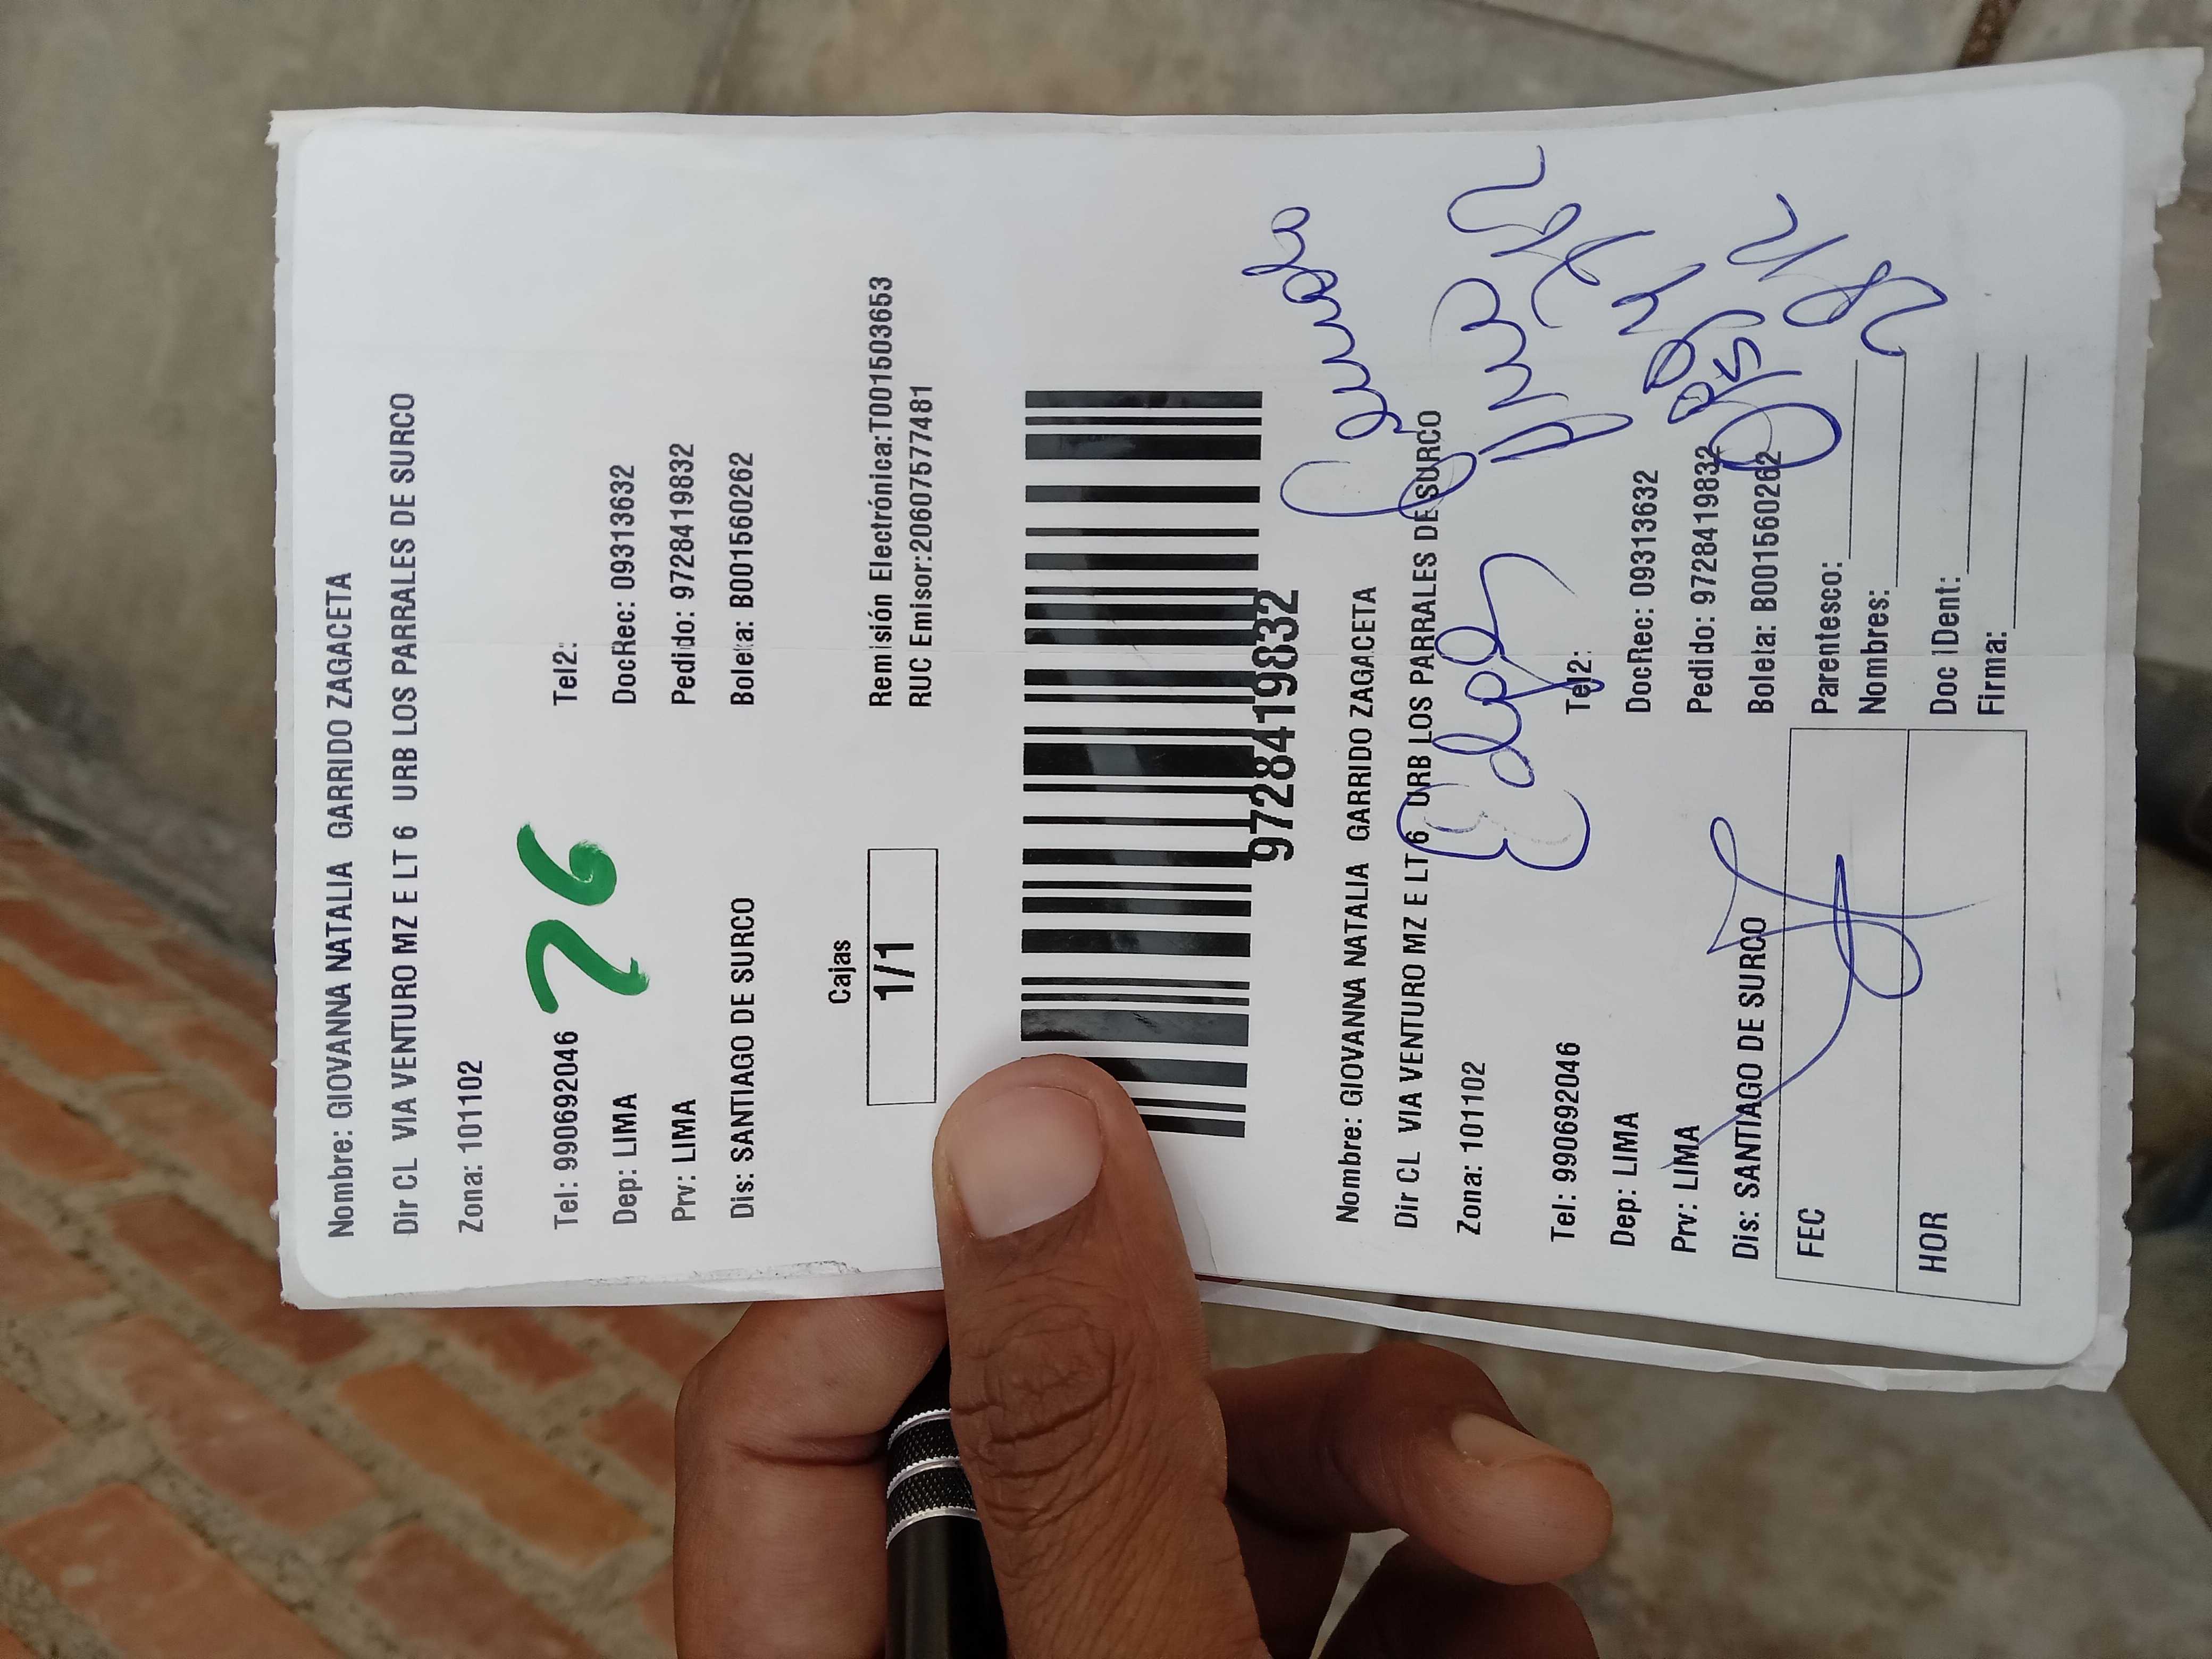 Nombre: GIOVANNA NATALIA GARRIDO ZAGACETA
Dir CL VIA VENTURO MZ E LT 6 URB LOS PARRALES DE SURCO
Zona: 101102
76
Tel: 990692046 Tel2:
Dep: LIMA DocRec: 09313632
Prv: LIMA Pedido: 972841983​2
Dis: SANTIAGO DE SURCO Boleta: B001560262
Cajas
1/1
Remisión Electrónica:T001503653
RUC Emisor:20607577481
9728419832
Nombre: GIOVANNA NATALIA GARRIDO ZAGACETA
Dir CL VIA VENTURO MZ E LT 6 URB LOS PARRALES DE SURCO
Zona: 101102
Edgar
Tel: 990692046 Tel2:
Dep: LIMA DocRec: 09313632
Prv: LIMA Pedido: 9728419832
Dis: SANTIAGO DE SURCO Boleta: B001560262
FEC Parentesco:
Nombres:
HOR Doc IDent:
Firma: